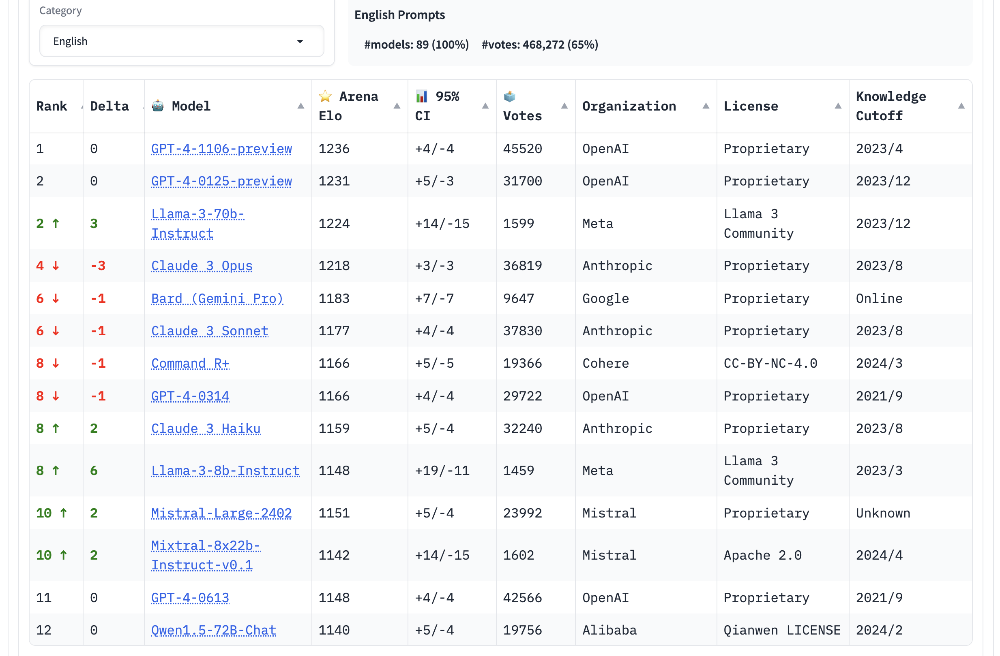 Category
English
English Prompts
#models: 89 (100%) #votes: 468,272 (65%)
Rank Delta 🤖 Model ⭐ Arena Elo 📊 95% CI 🗳️ Votes Organization License Knowledge Cutoff
1 0 GPT-4-1106-preview 1236 +4/-4 45520 OpenAI Proprietary 2023/4
2 0 GPT-4-0125-preview 1231 +5/-3 31700 OpenAI Proprietary 2023/12
2 ↑ 3 Llama-3-70b-Instruct 1224 +14/-15 1599 Meta Llama 3 Community 2023/12
4 ↓ -3 Claude 3 Opus 1218 +3/-3 36819 Anthropic Proprietary 2023/8
6 ↓ -1 Bard (Gemini Pro) 1183 +7/-7 9647 Google Proprietary Online
6 ↓ -1 Claude 3 Sonnet 1177 +4/-4 37830 Anthropic Proprietary 2023/8
8 ↓ -1 Command R+ 1166 +5/-5 19366 Cohere CC-BY-NC-4.0 2024/3
8 ↓ -1 GPT-4-0314 1166 +4/-4 29722 OpenAI Proprietary 2021/9
8 ↑ 2 Claude 3 Haiku 1159 +5/-4 32240 Anthropic Proprietary 2023/8
8 ↑ 6 Llama-3-8b-Instruct 1148 +19/-11 1459 Meta Llama 3 Community 2023/3
10 ↑ 2 Mistral-Large-2402 1151 +5/-4 23992 Mistral Proprietary Unknown
10 ↑ 2 Mixtral-8x22b-Instruct-v0.1 1142 +14/-15 1602 Mistral Apache 2.0 2024/4
11 0 GPT-4-0613 1148 +4/-4 42566 OpenAI Proprietary 2021/9
12 0 Qwen1.5-72B-Chat 1140 +5/-4 19756 Alibaba Qianwen LICENSE 2024/2